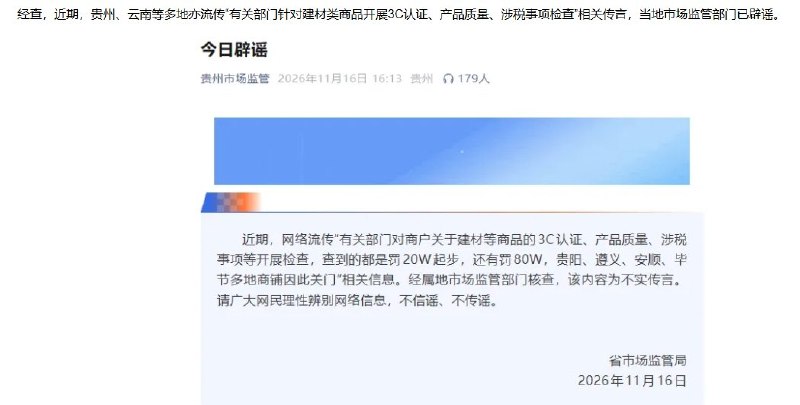 经查，近期，贵州、云南等多地亦流传“有关部门针对建材类商品开展3C认证、产品质量、涉税事项检查”相关传言，当地市场监管部门已辟谣。
今日辟谣
贵州市场监管 2026年11月16日 16:13 贵州 179人
近期，网络流传“有关部门对商户关于建材等商品的3C认证、产品质量、涉税
事项等开展检查，查到的都是罚20W起步，还有罚80W，贵阳、遵义、安顺、毕
节多地商铺因此关门”相关信息。经属地市场监管部门核查，该内容为不实传言。
请广大网民理性辨别网络信息，不信谣、不传谣。
省市场监管局
2026年11月16日